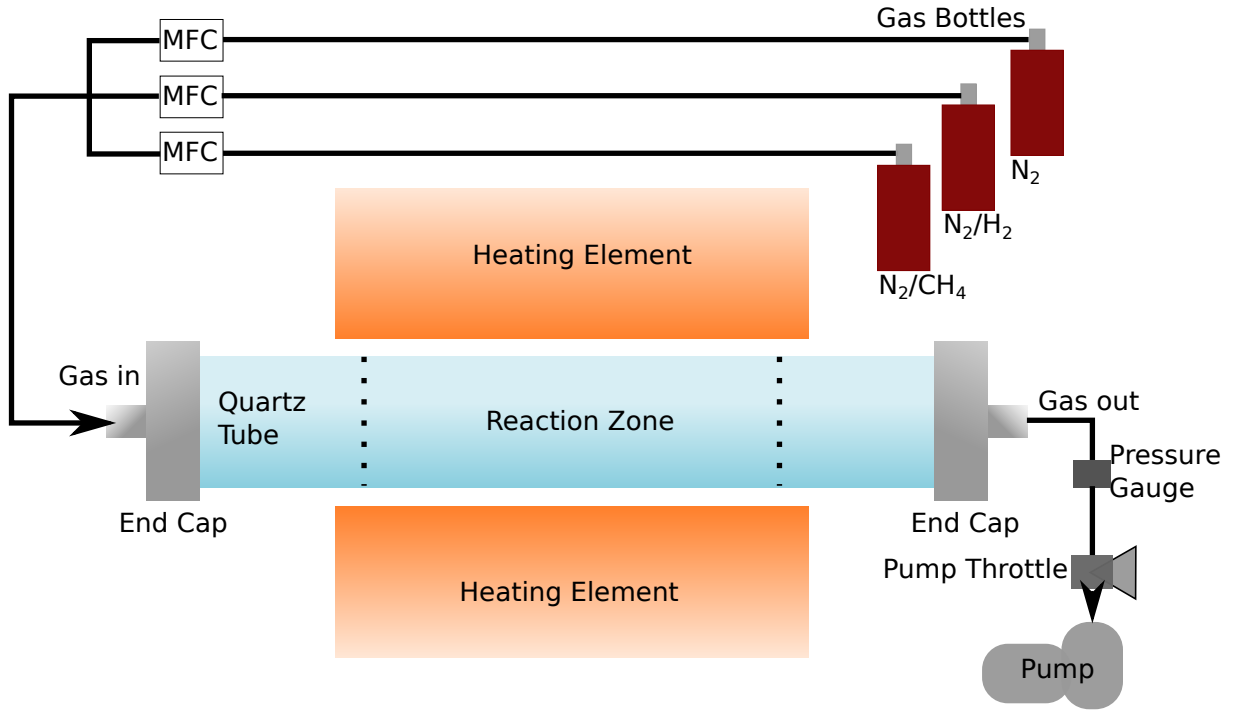 Gas Bottles
MFC
MFC
MFC
N₂
N₂/H₂
N₂/CH₄
Heating Element
Gas in
Quartz
Tube
Reaction Zone
Gas out
Pressure
Gauge
End Cap
End Cap
Pump Throttle
Heating Element
Pump